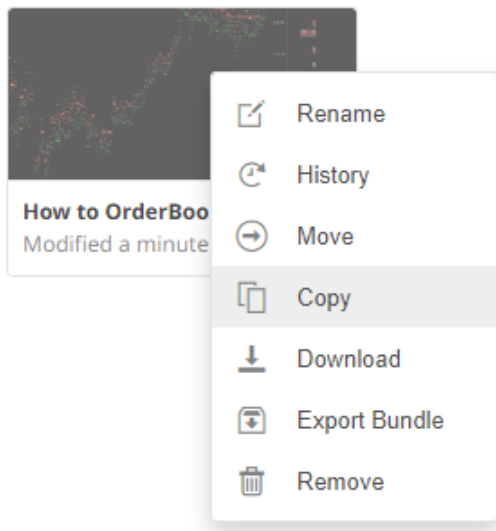 Rename
History
How to OrderBoo
Modified a minute
Move
Copy
Download
Export Bundle
Remove